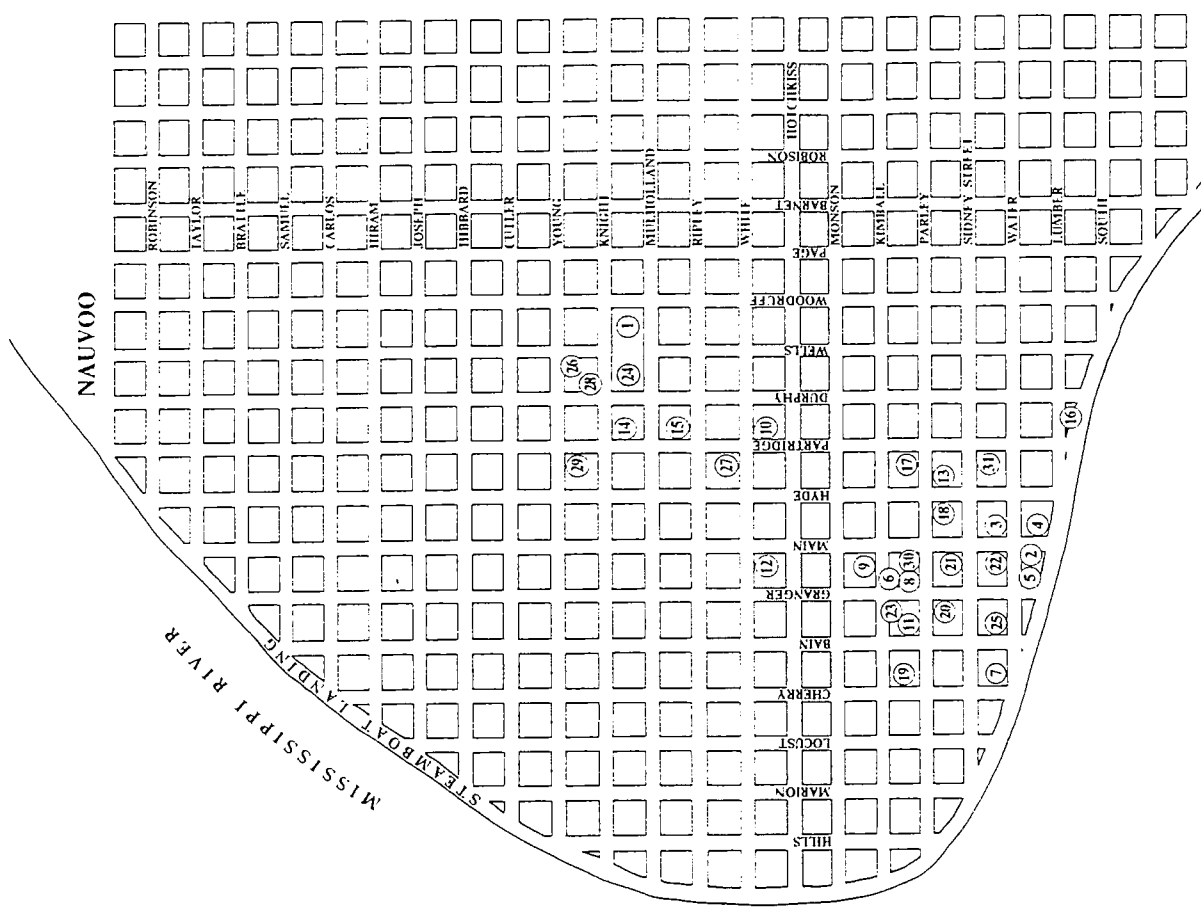 NAUVOO
MISSISSIPPI RIVER
STEAMBOAT LANDING
ROBINSON
TAYLOR
BRATTLE
SAMUEL
CARLOS
HIRAM
JOSEPH
HIBBARD
CUTLER
YOUNG
KNIGHT
MULHOLLAND
RIPLEY
WHITE
HOTCHKISS
MONSON
KIMBALL
PARLEY
SIDNEY STREET
WATER
LUMBER
SOUTH
ROBISON
BARNET
PAGE
WOODRUFF
WELLS
DURPHY
PARTRIDGE
HYDE
MAIN
GRANGER
BAIN
CHERRY
LOCUST
MARION
HILLS
1
26
28
24
14
15
10
16
29
27
17
13
31
18
3
4
12
9
6
30
8
21
22
2
5
23
11
20
25
19
7